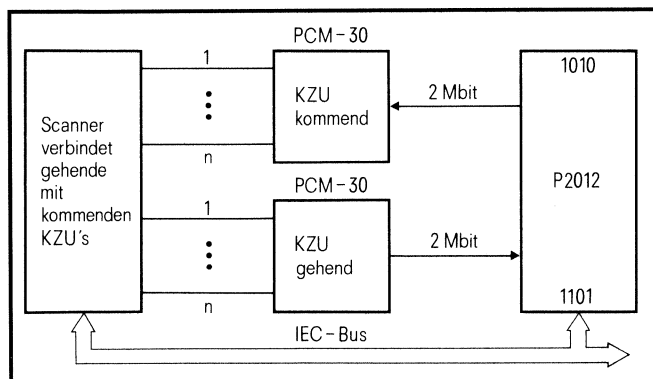 PCM-30
1
n
KZU
kommend
2 Mbit
1010
P2012
1101
Scanner
verbindet
gehende
mit
kommenden
KZU's
PCM-30
1
n
KZU
gehend
2 Mbit
IEC-Bus